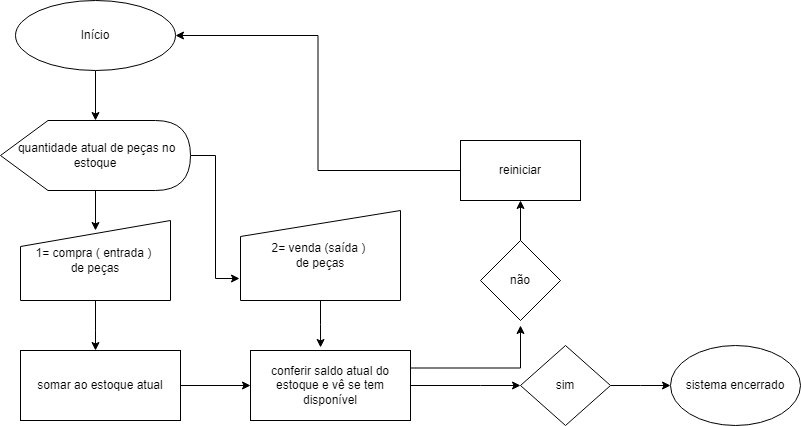 Início
quantidade atual de peças no
estoque
reiniciar
1= compra ( entrada )
de peças
2= venda (saída )
de peças
não
somar ao estoque atual
conferir saldo atual do
estoque e vê se tem
disponível
sim
sistema encerrado